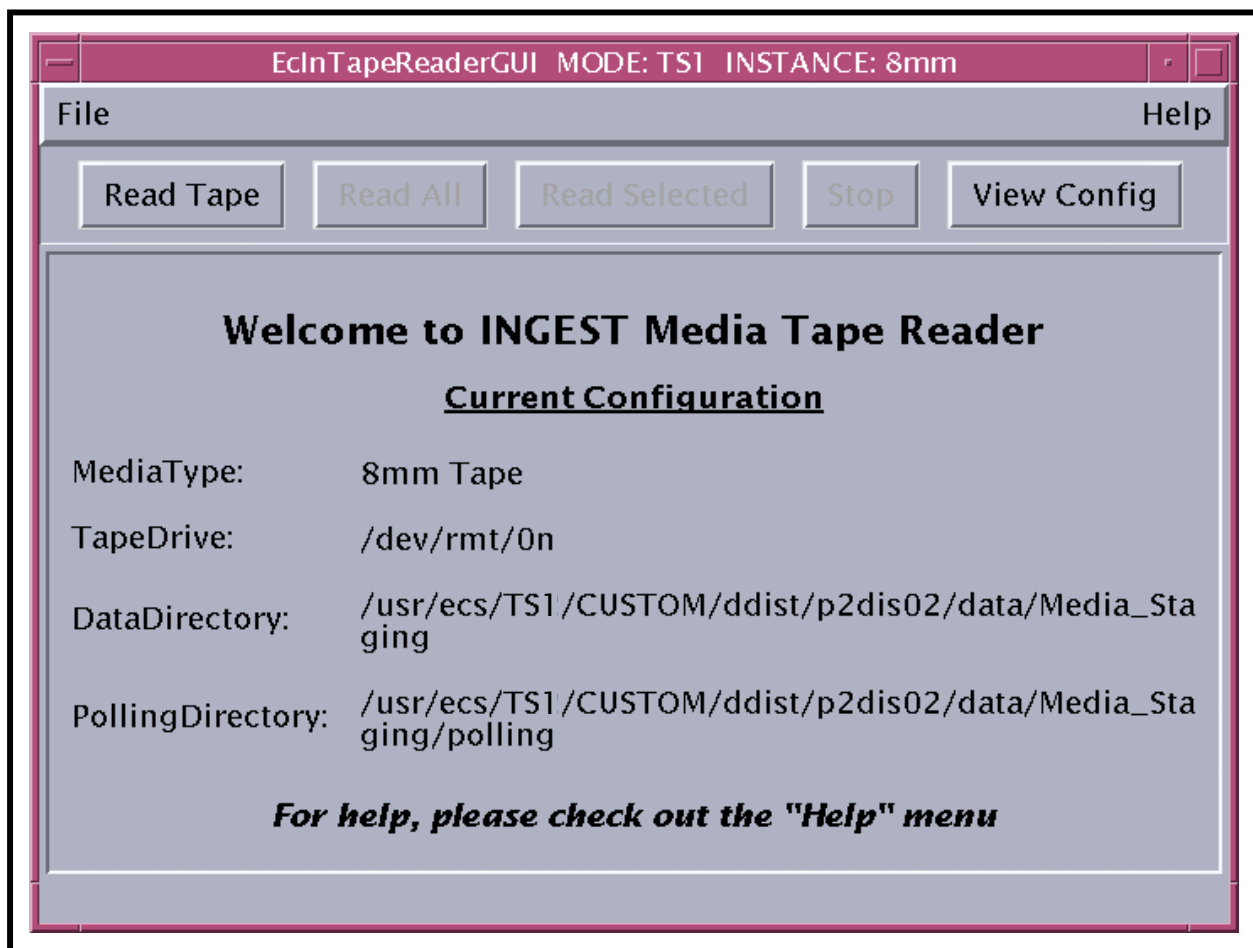 EcInTapeReaderGUI MODE: TS1 INSTANCE: 8mm
File Help
Read Tape Read All Read Selected Stop View Config
Welcome to INGEST Media Tape Reader
Current Configuration
MediaType: 8mm Tape
TapeDrive: /dev/rmt/0n
DataDirectory: /usr/ecs/TS1/CUSTOM/ddist/p2dis02/data/Media_Sta
ging
PollingDirectory: /usr/ecs/TS1/CUSTOM/ddist/p2dis02/data/Media_Sta
ging/polling
For help, please check out the "Help" menu